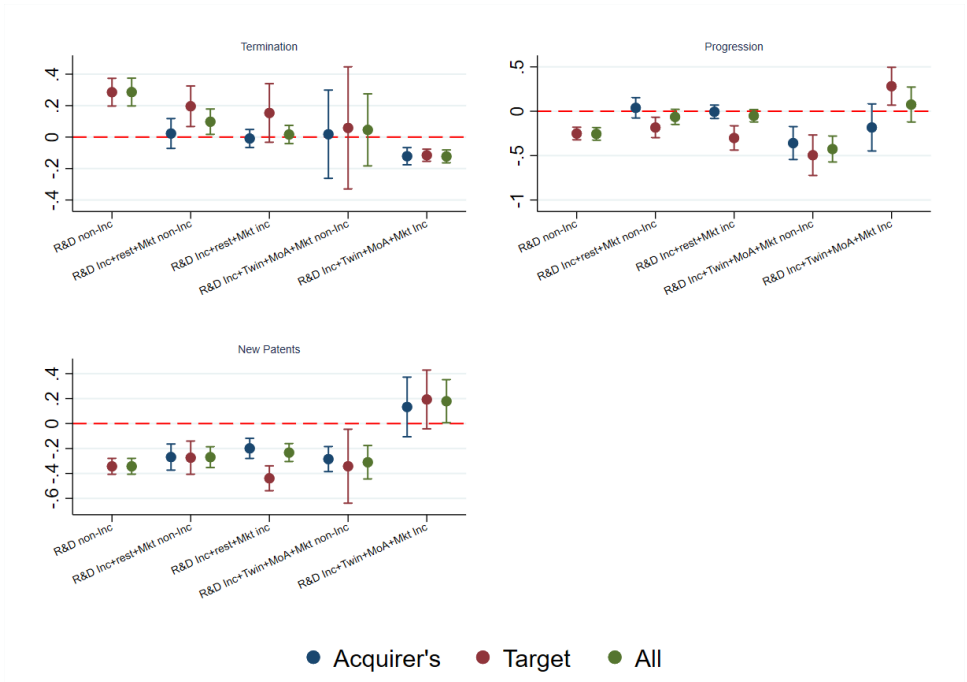 Termination
.4
.2
0
-.2
-.4
R&D non-Inc
R&D Inc+rest+Mkt non-Inc
R&D Inc+rest+Mkt inc
R&D Inc+Twin+MoA+Mkt non-Inc
R&D Inc+Twin+MoA+Mkt Inc
Progression
.5
0
-.5
-1
R&D non-Inc
R&D Inc+rest+Mkt non-Inc
R&D Inc+rest+Mkt inc
R&D Inc+Twin+MoA+Mkt non-Inc
R&D Inc+Twin+MoA+Mkt Inc
New Patents
.4
.2
0
-.2
-.4
-.6
R&D non-Inc
R&D Inc+rest+Mkt non-Inc
R&D Inc+rest+Mkt inc
R&D Inc+Twin+MoA+Mkt non-Inc
R&D Inc+Twin+MoA+Mkt Inc
Acquirer's Target All